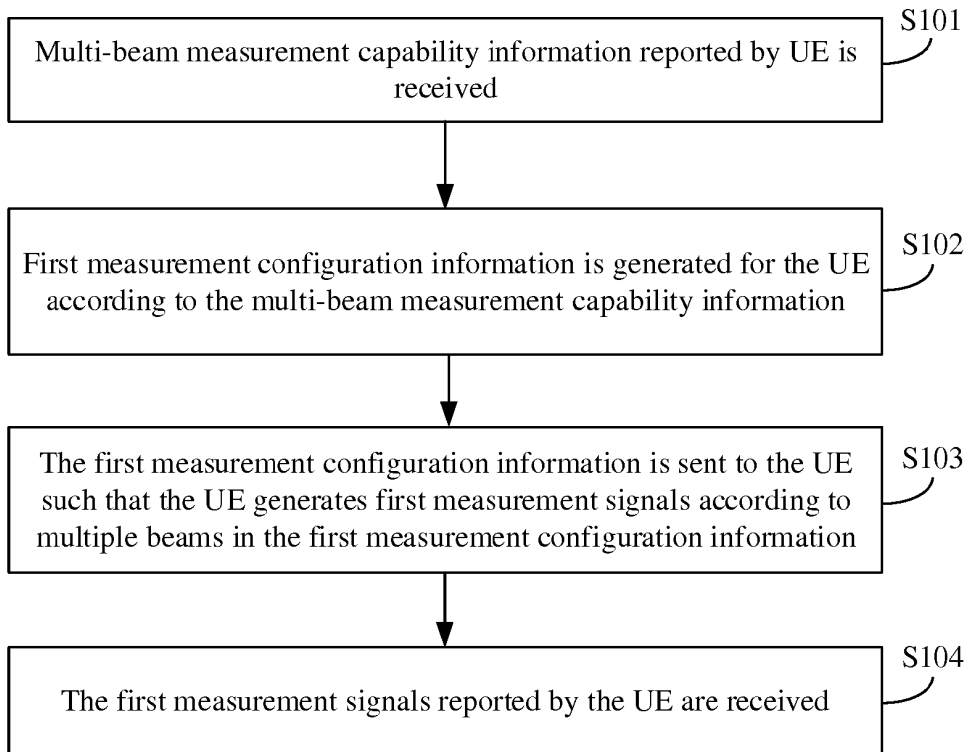 S101
Multi-beam measurement capability information reported by UE is
received
S102
First measurement configuration information is generated for the UE
according to the multi-beam measurement capability information
S103
The first measurement configuration information is sent to the UE
such that the UE generates first measurement signals according to
multiple beams in the first measurement configuration information
S104
The first measurement signals reported by the UE are received